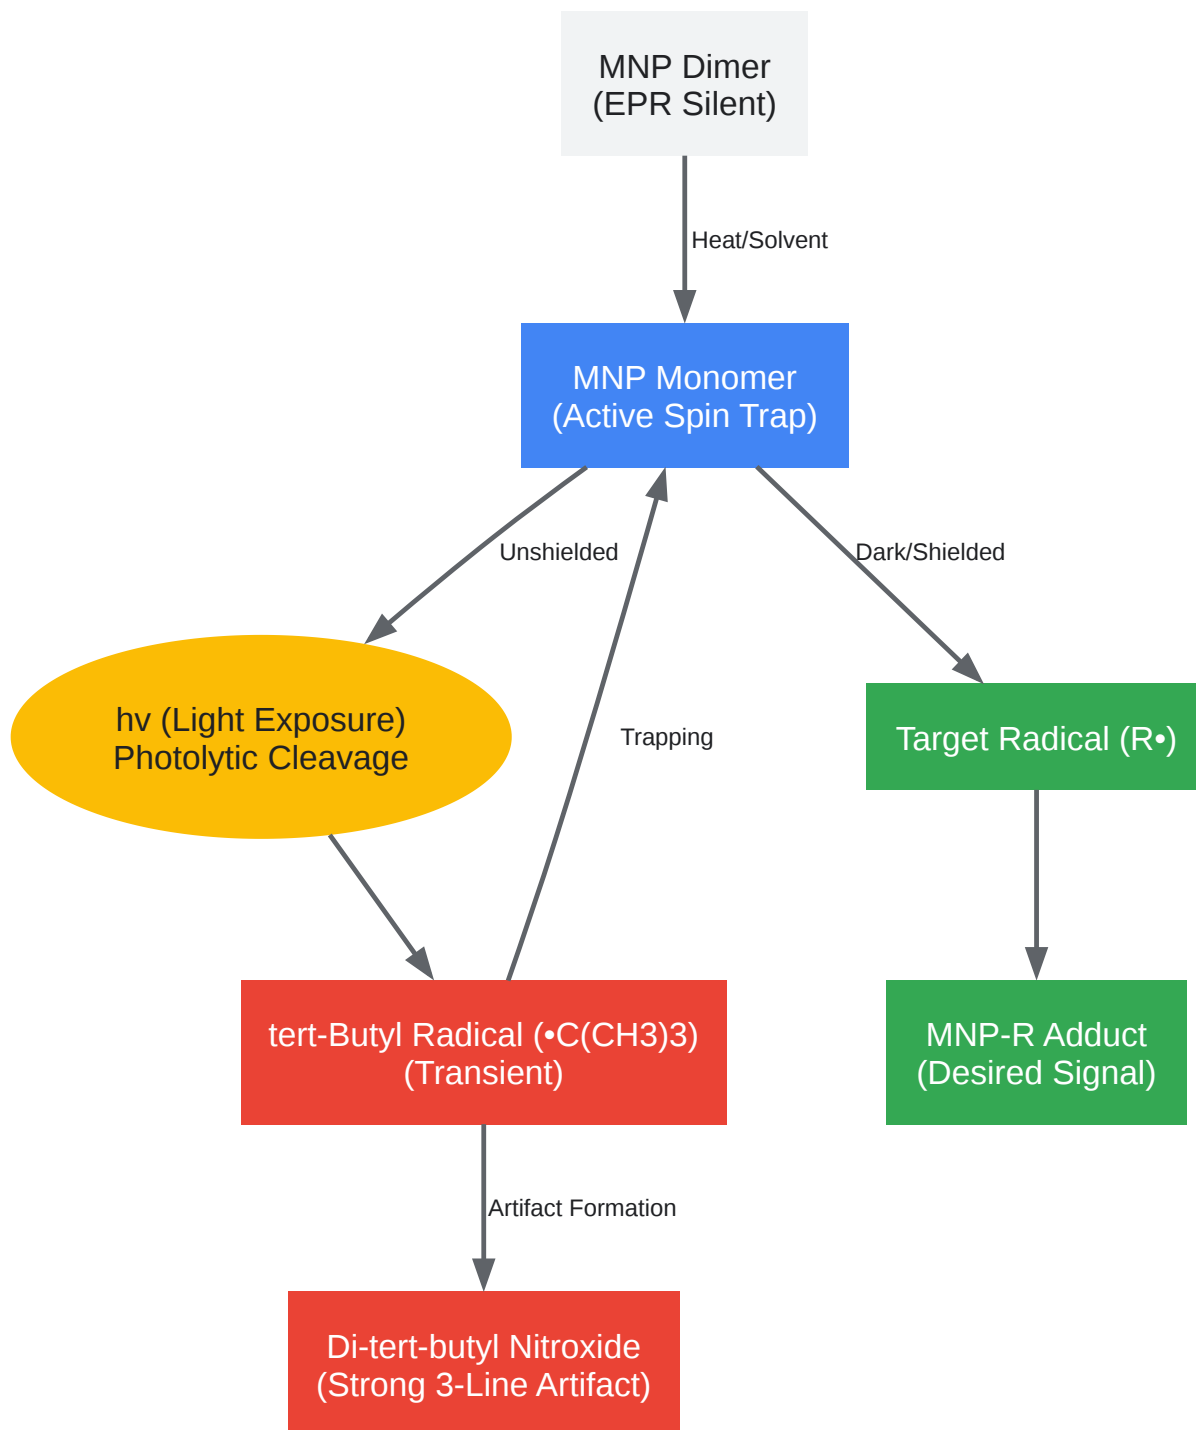 MNP Dimer
(EPR Silent)
Heat/Solvent
MNP Monomer
(Active Spin Trap)
Unshielded
Dark/Shielded
hv (Light Exposure)
Photolytic Cleavage
Trapping
Target Radical (R•)
tert-Butyl Radical (•C(CH3)3)
(Transient)
MNP-R Adduct
(Desired Signal)
Artifact Formation
Di-tert-butyl Nitroxide
(Strong 3-Line Artifact)